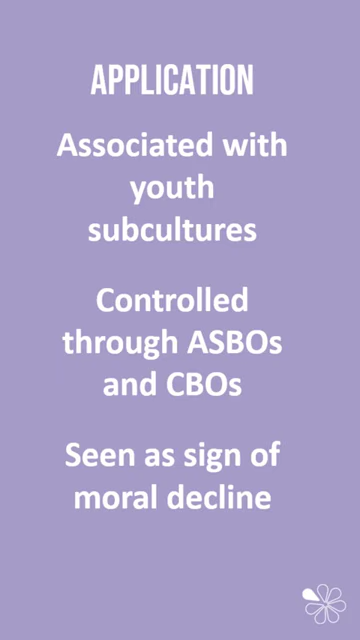 APPLICATION
Associated with
youth
subcultures
Controlled
through ASBOs
and CBOs
Seen as sign of
moral decline